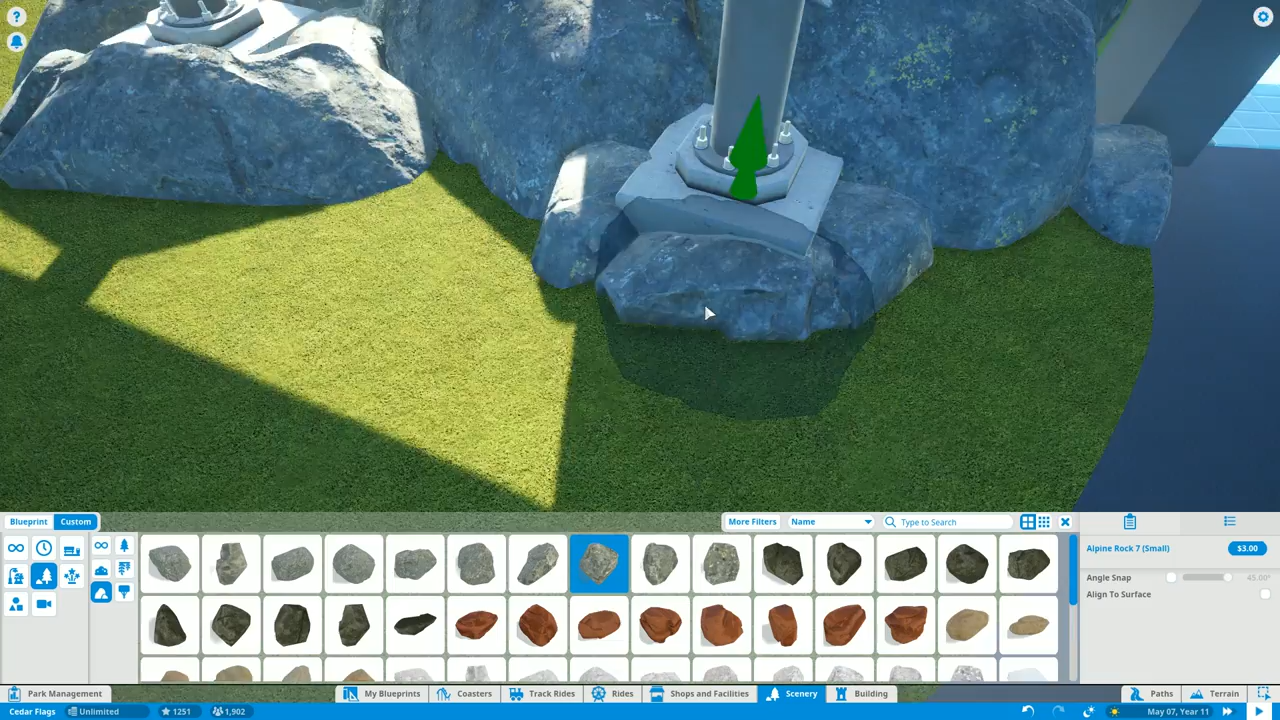 Blueprint
Custom
More Filters
Name
Type to Search
Alpine Rock 7 (Small)
$3.00
Angle Snap
45.00°
Align To Surface
Park Management
My Blueprints
Coasters
Track Rides
Rides
Shops and Facilities
Scenery
Building
Paths
Terrain
Cedar Flags
Unlimited
1251
1,902
May 07, Year 11